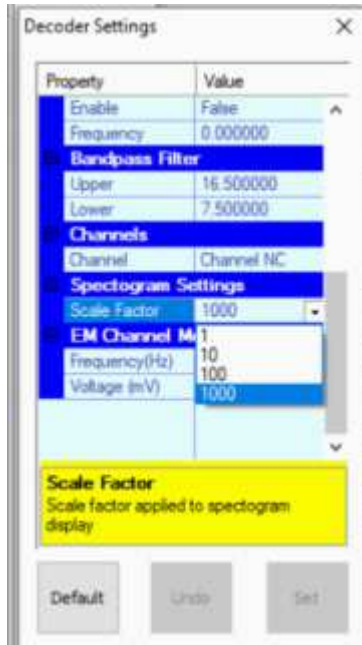 Decoder Settings
Property Value
Enable False
Frequency 0.000000
Bandpass Filter
Upper 16.500000
Lower 7.500000
Channels
Channel Channel NC
Spectogram Settings
Scale Factor 1000
EM Channel M
1
10
100
1000
Frequency(Hz)
Voltage (mV)
Scale Factor
Scale factor applied to spectogram
display
Default Undo Set